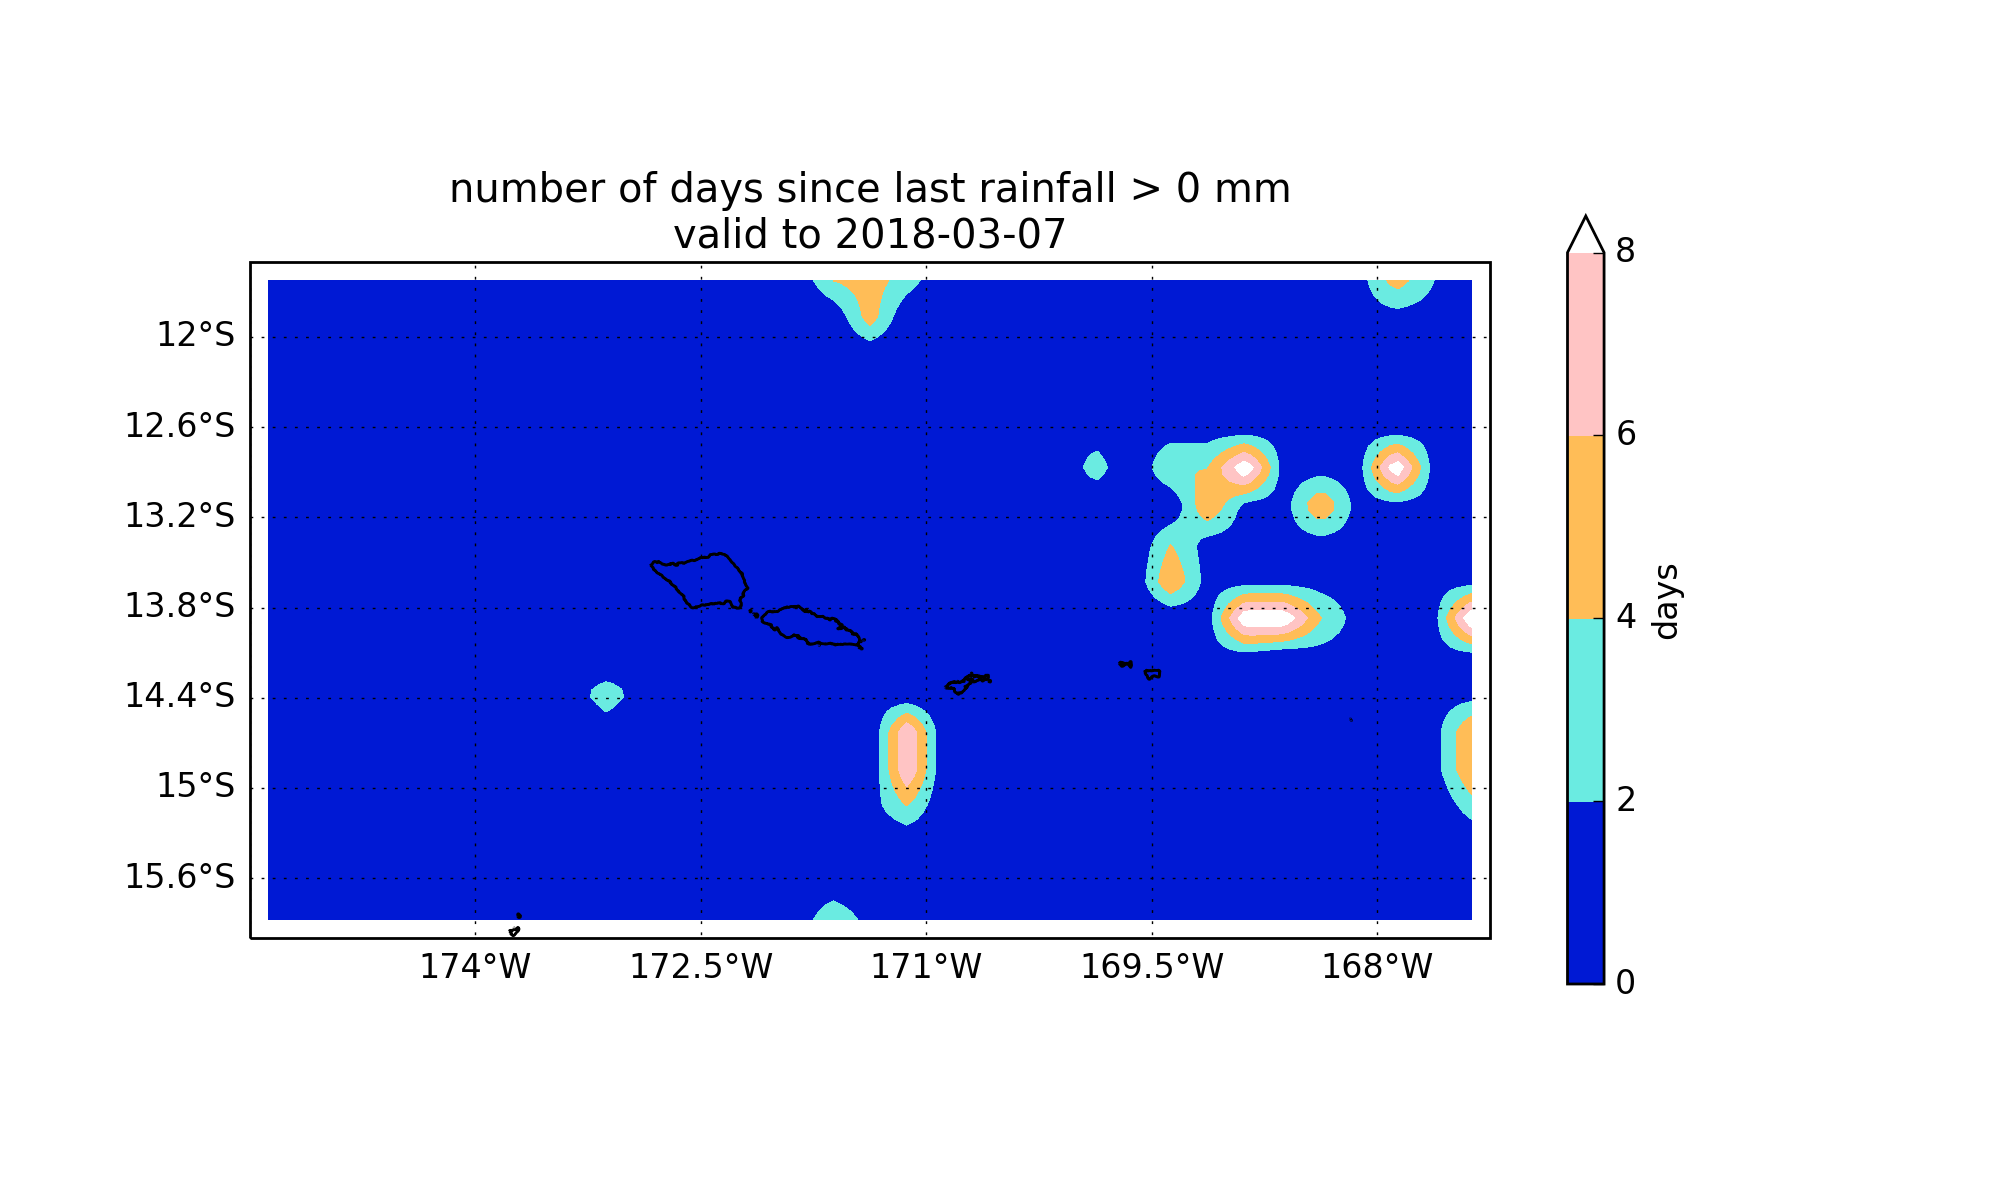 number of days since last rainfall > 0 mm
valid to 2018-03-07
12°S
12.6°S
13.2°S
13.8°S
14.4°S
15°S
15.6°S
174°W
172.5°W
171°W
169.5°W
168°W
8
6
4
2
0
days